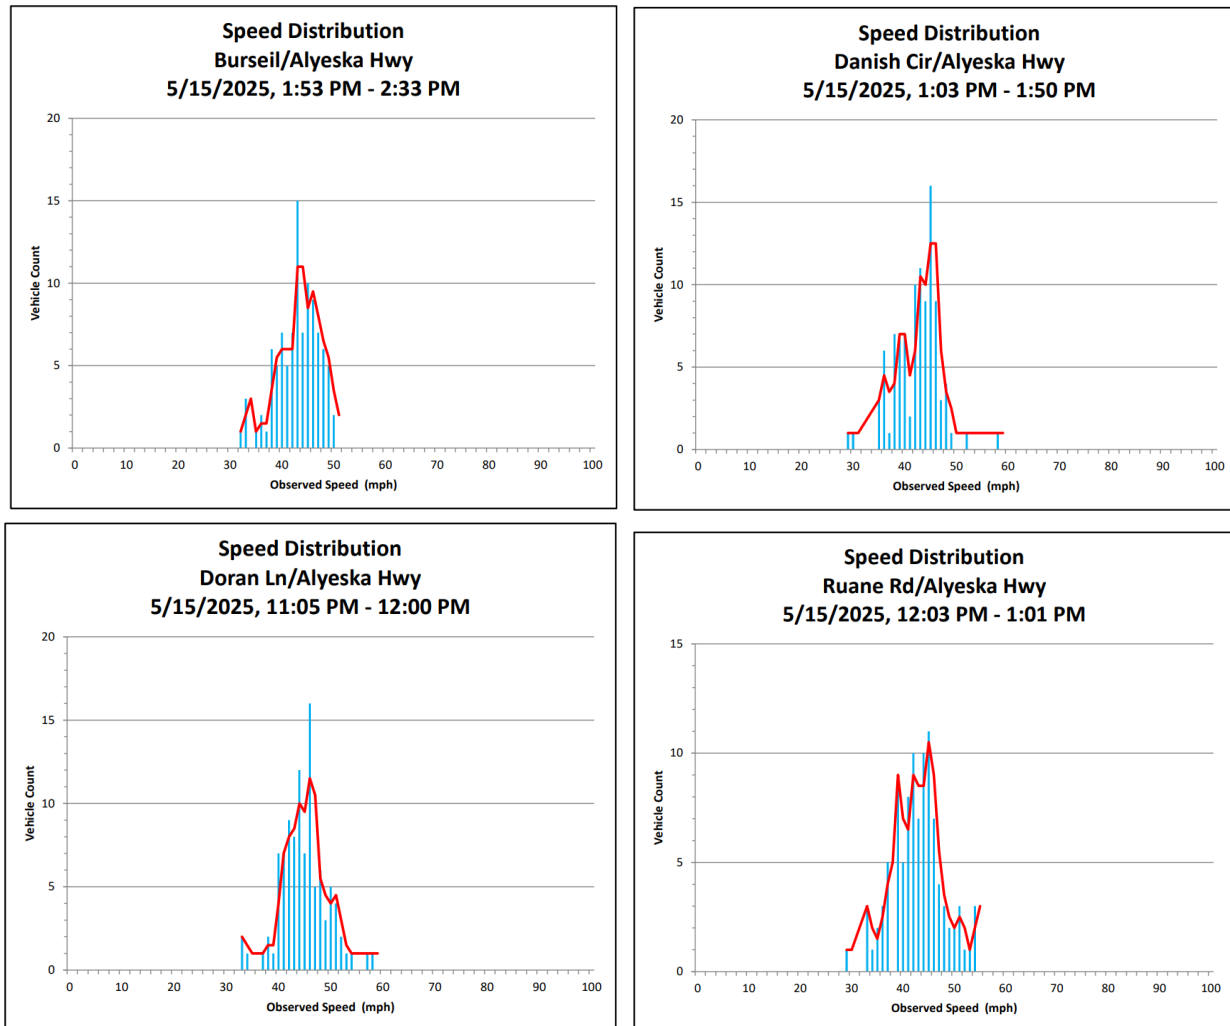 Speed Distribution
Burseil/Alyeska Hwy
5/15/2025, 1:53 PM - 2:33 PM
20
15
10
5
0
Vehicle Count
0 10 20 30 40 50 60 70 80 90 100
Observed Speed (mph)
Speed Distribution
Danish Cir/Alyeska Hwy
5/15/2025, 1:03 PM - 1:50 PM
20
15
10
5
0
Vehicle Count
0 10 20 30 40 50 60 70 80 90 100
Observed Speed (mph)
Speed Distribution
Doran Ln/Alyeska Hwy
5/15/2025, 11:05 PM - 12:00 PM
20
15
10
5
0
Vehicle Count
0 10 20 30 40 50 60 70 80 90 100
Observed Speed (mph)
Speed Distribution
Ruane Rd/Alyeska Hwy
5/15/2025, 12:03 PM - 1:01 PM
15
10
5
0
Vehicle Count
0 10 20 30 40 50 60 70 80 90 100
Observed Speed (mph)